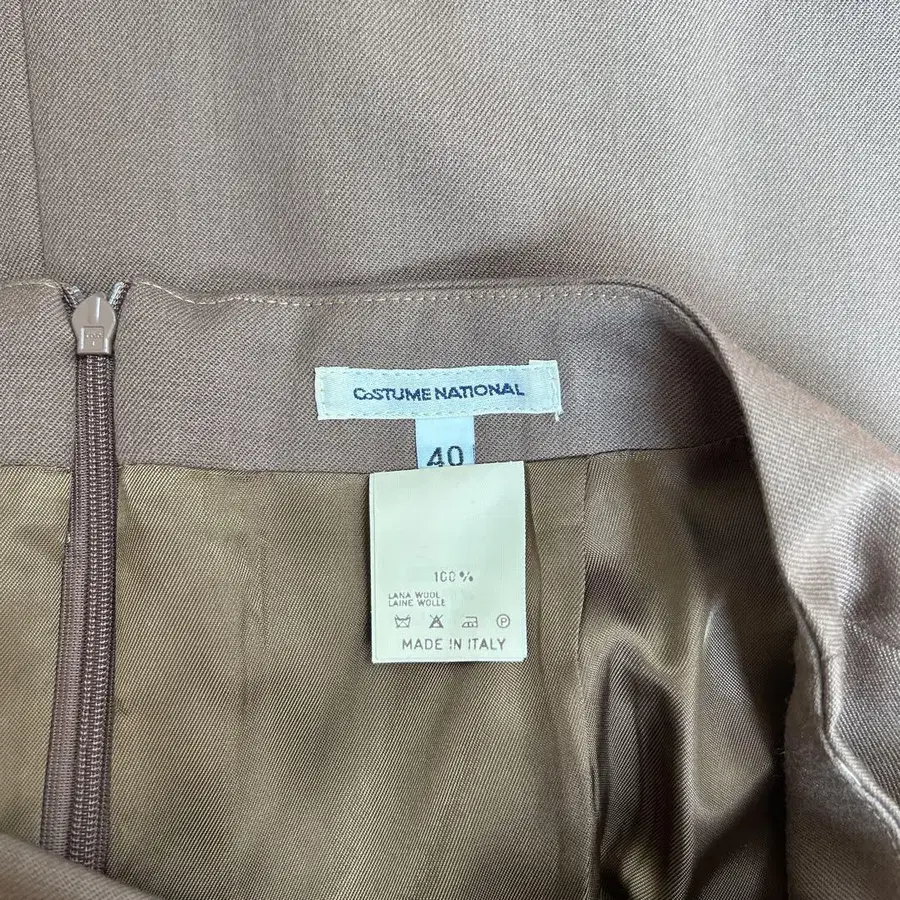 CoSTUME NATIONAL
40
100%
LANA WOOL
LAINE WOLLE
P
MADE IN ITALY